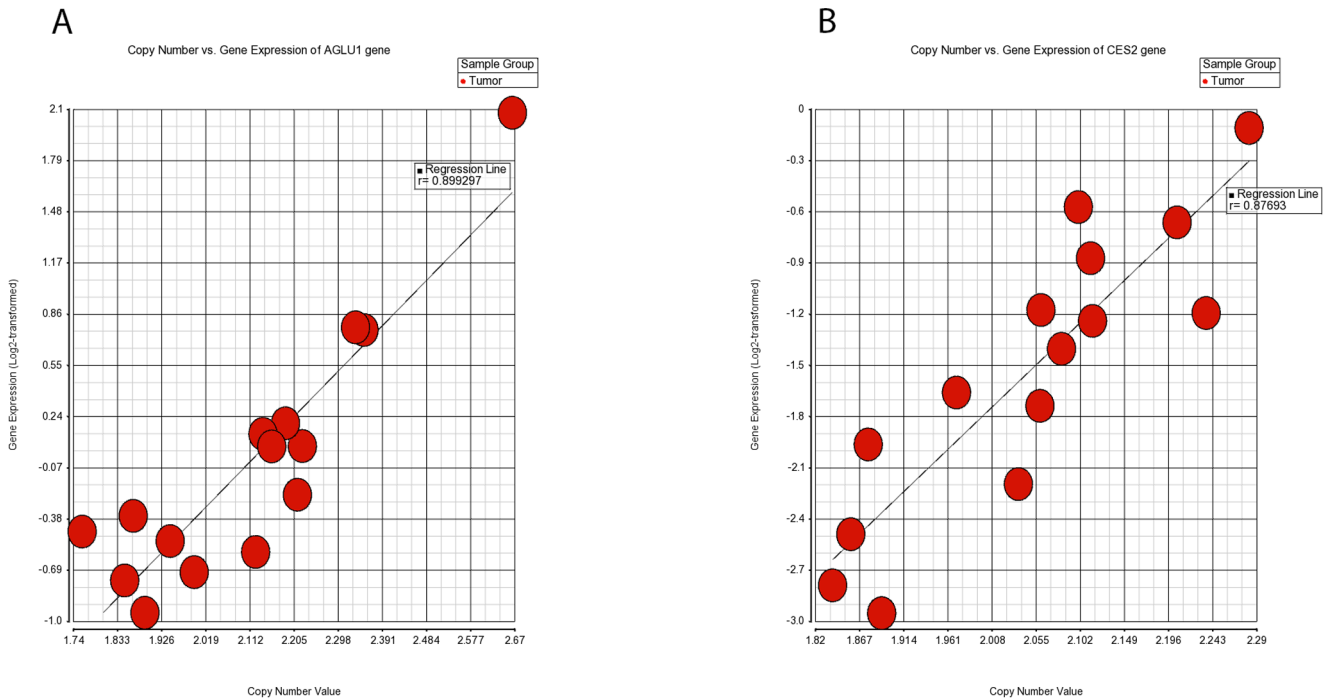 A
Copy Number vs. Gene Expression of AGLU1 gene
Sample Group
Tumor
2.1
1.79
1.48
1.17
0.86
0.55
0.24
-0.07
-0.38
-0.69
-1.0
Gene Expression (Log2-transformed)
Regression Line
r= 0.899297
1.74 1.833 1.926 2.019 2.112 2.205 2.298 2.391 2.484 2.577 2.67
Copy Number Value
B
Copy Number vs. Gene Expression of CES2 gene
Sample Group
Tumor
0
-0.3
-0.6
-0.9
-1.2
-1.5
-1.8
-2.1
-2.4
-2.7
-3.0
Gene Expression (Log2-transformed)
Regression Line
r= 0.87693
1.82 1.867 1.914 1.961 2.008 2.055 2.102 2.149 2.196 2.243 2.29
Copy Number Value